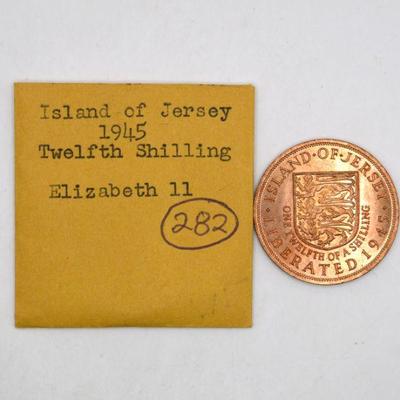 Island of Jersey
1945
Twelfth Shilling
Elizabeth 11
282
· ISLAND · OF · JERSEY ·
ONE TWELFTH OF A SHILLING
LIBERATED 1945